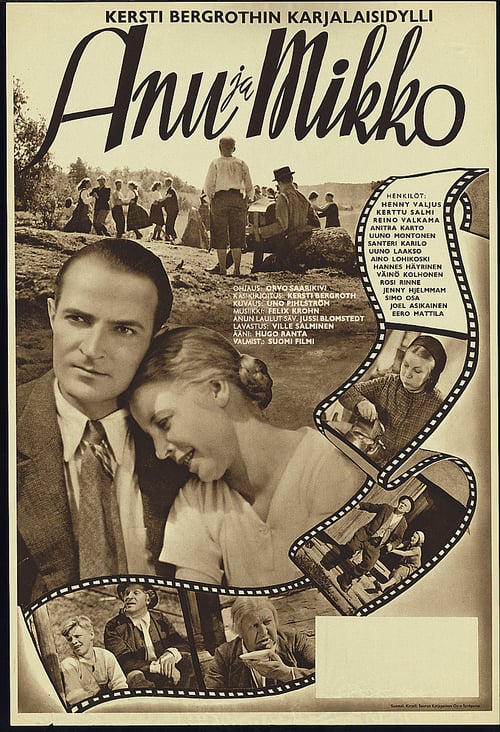 KERSTI BERGROTHIN KARJALAISIDYLLI
Anu ja Mikko
HENKILÖT:
HENNY VALJUS
KERTTU SALMI
REINO VALKAMA
ANITRA KARTO
UUNO MONTONEN
SANTERI KARILO
UUNO LAAKSO
AINO LOHIKOSKI
HANNES HÄYRINEN
VÄINÖ KOLHONEN
ROSI RINNE
JENNY HJELMMAM
SIMO OSA
JOEL ASIKAINEN
EERO MATTILA
OHJAUS: ORVO SAARIKIVI
KÄSIKIRJOITUS: KERSTI BERGROTH
KUVAUS: UNO PIHLSTRÖM
MUSIIKKI: FELIX KROHN
ANUN LAULUT SÄV. JUSSI BLOMSTEDT
LAVASTUS: VILLE SALMINEN
ÄÄNI: HUGO RANTA
VALMIST.: SUOMI FILMI